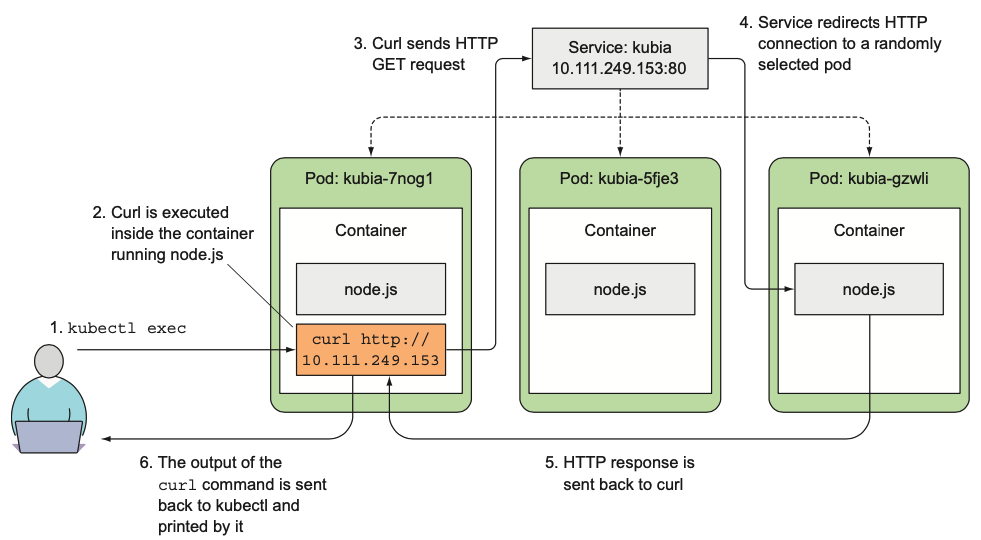 3. Curl sends HTTP
GET request
Service: kubia
10.111.249.153:80
4. Service redirects HTTP
connection to a randomly
selected pod
Pod: kubia-7nog1
Pod: kubia-5fje3
Pod: kubia-gzwli
2. Curl is executed
inside the container
running node.js
Container
Container
Container
node.js
node.js
node.js
1. kubectl exec
curl http://
10.111.249.153
6. The output of the
curl command is sent
back to kubectl and
printed by it
5. HTTP response is
sent back to curl